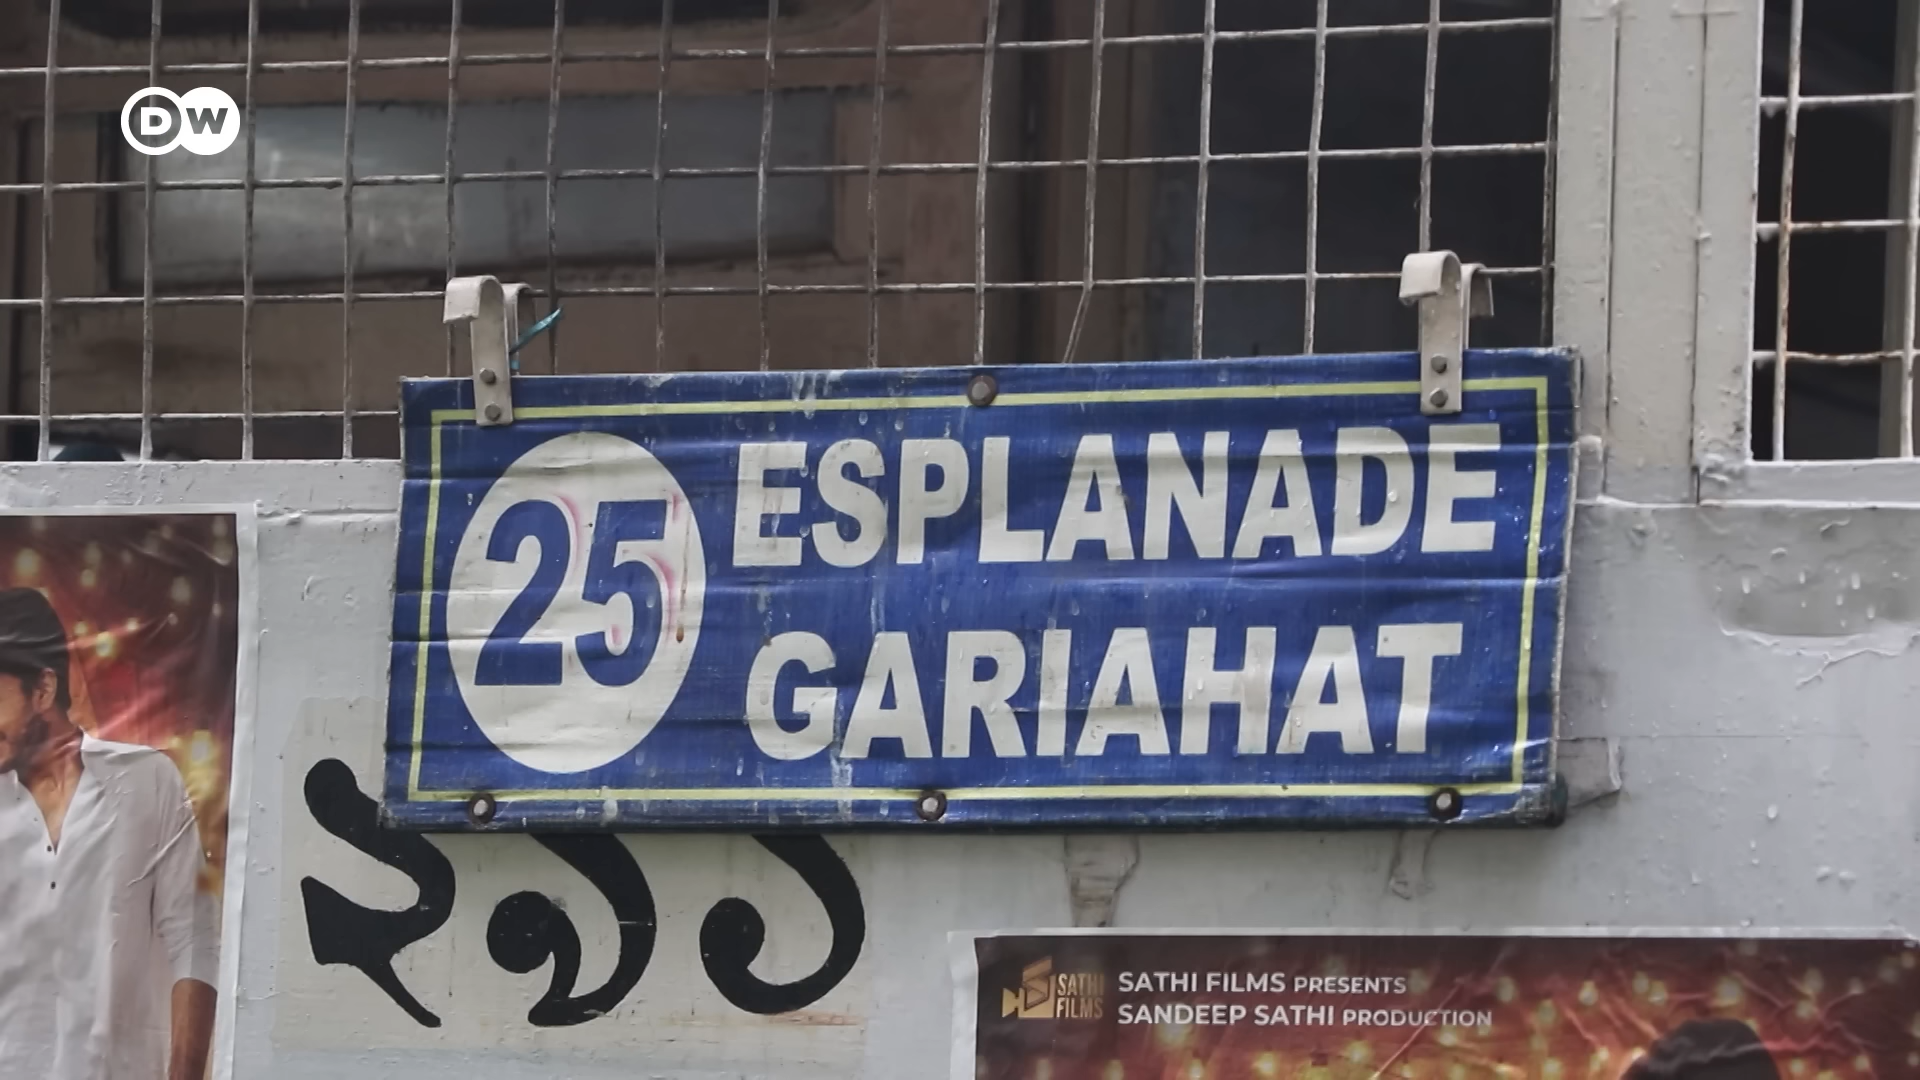 DW
25
ESPLANADE
GARIAHAT
SATHI FILMS
SATHI FILMS PRESENTS
SANDEEP SATHI PRODUCTION